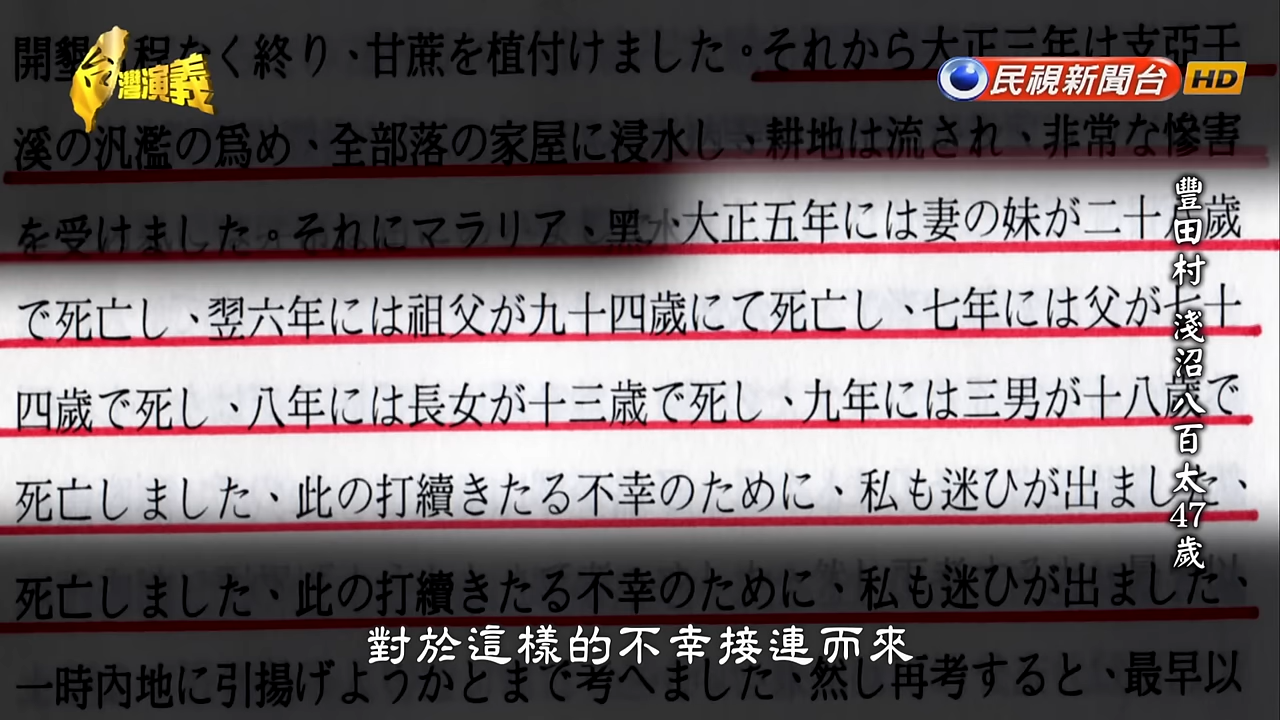 開墾も程なく終り、甘蔗を植付けました。それから大正三年は支亞干
溪の汎濫の為め、全部落の家屋に浸水し、耕地は流され、非常な慘害
を受けました。それにマラリア、黑水
大正五年には妻の妹が二十八歲
で死亡し、翌六年には祖父が九十四歲にて死亡し、七年には父が七十
四歲で死し、八年には長女が十三歲で死し、九年には三男が十八歲で
死亡しました、此の打續きたる不幸のために、私も迷ひが出ました、
死亡しました、此の打續きたる不幸のために、私も迷ひが出ました、
一時內地に引揚げようかとまで考へました、然し再考すると、最早以
台灣演義
民視新聞台 HD
豐田村 淺沼八百太47歲
對於這樣的不幸接連而來